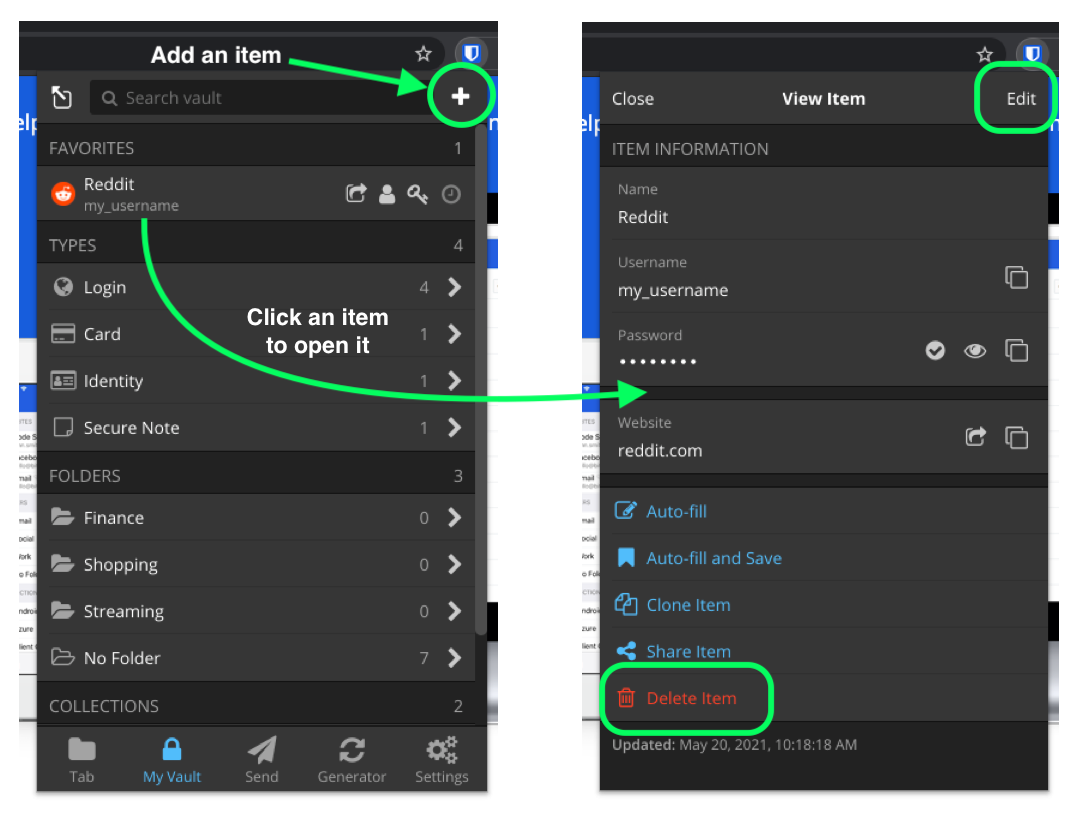 Add an item
Search vault
FAVORITES 1
Reddit
my_username
TYPES 4
Login 4
Card 1
Identity 1
Secure Note 1
Click an item
to open it
FOLDERS 3
Finance 0
Shopping 0
Streaming 0
No Folder 7
COLLECTIONS 2
Tab My Vault Send Generator Settings
Close View Item Edit
ITEM INFORMATION
Name
Reddit
Username
my_username
Password
••••••••
Website
reddit.com
Auto-fill
Auto-fill and Save
Clone Item
Share Item
Delete Item
Updated: May 20, 2021, 10:18:18 AM